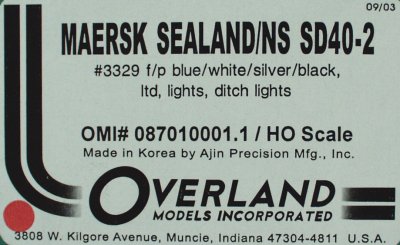 09/03
MAERSK SEALAND/NS SD40-2
#3329 f/p blue/white/silver/black,
ltd, lights, ditch lights
OMI# 087010001.1 / HO Scale
Made in Korea by Ajin Precision Mfg., Inc.
OVERLAND
MODELS INCORPORATED
3808 W. Kilgore Avenue, Muncie, Indiana 47304-4811 U.S.A.